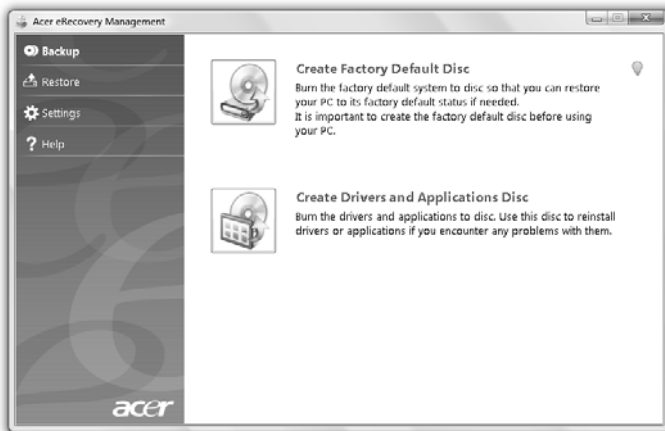 Acer eRecovery Management
Backup
Restore
Settings
Help
Create Factory Default Disc
Burn the factory default system to disc so that you can restore
your PC to its factory default status if needed.
It is important to create the factory default disc before using
your PC.
Create Drivers and Applications Disc
Burn the drivers and applications to disc. Use this disc to reinstall
drivers or applications if you encounter any problems with them.
acer